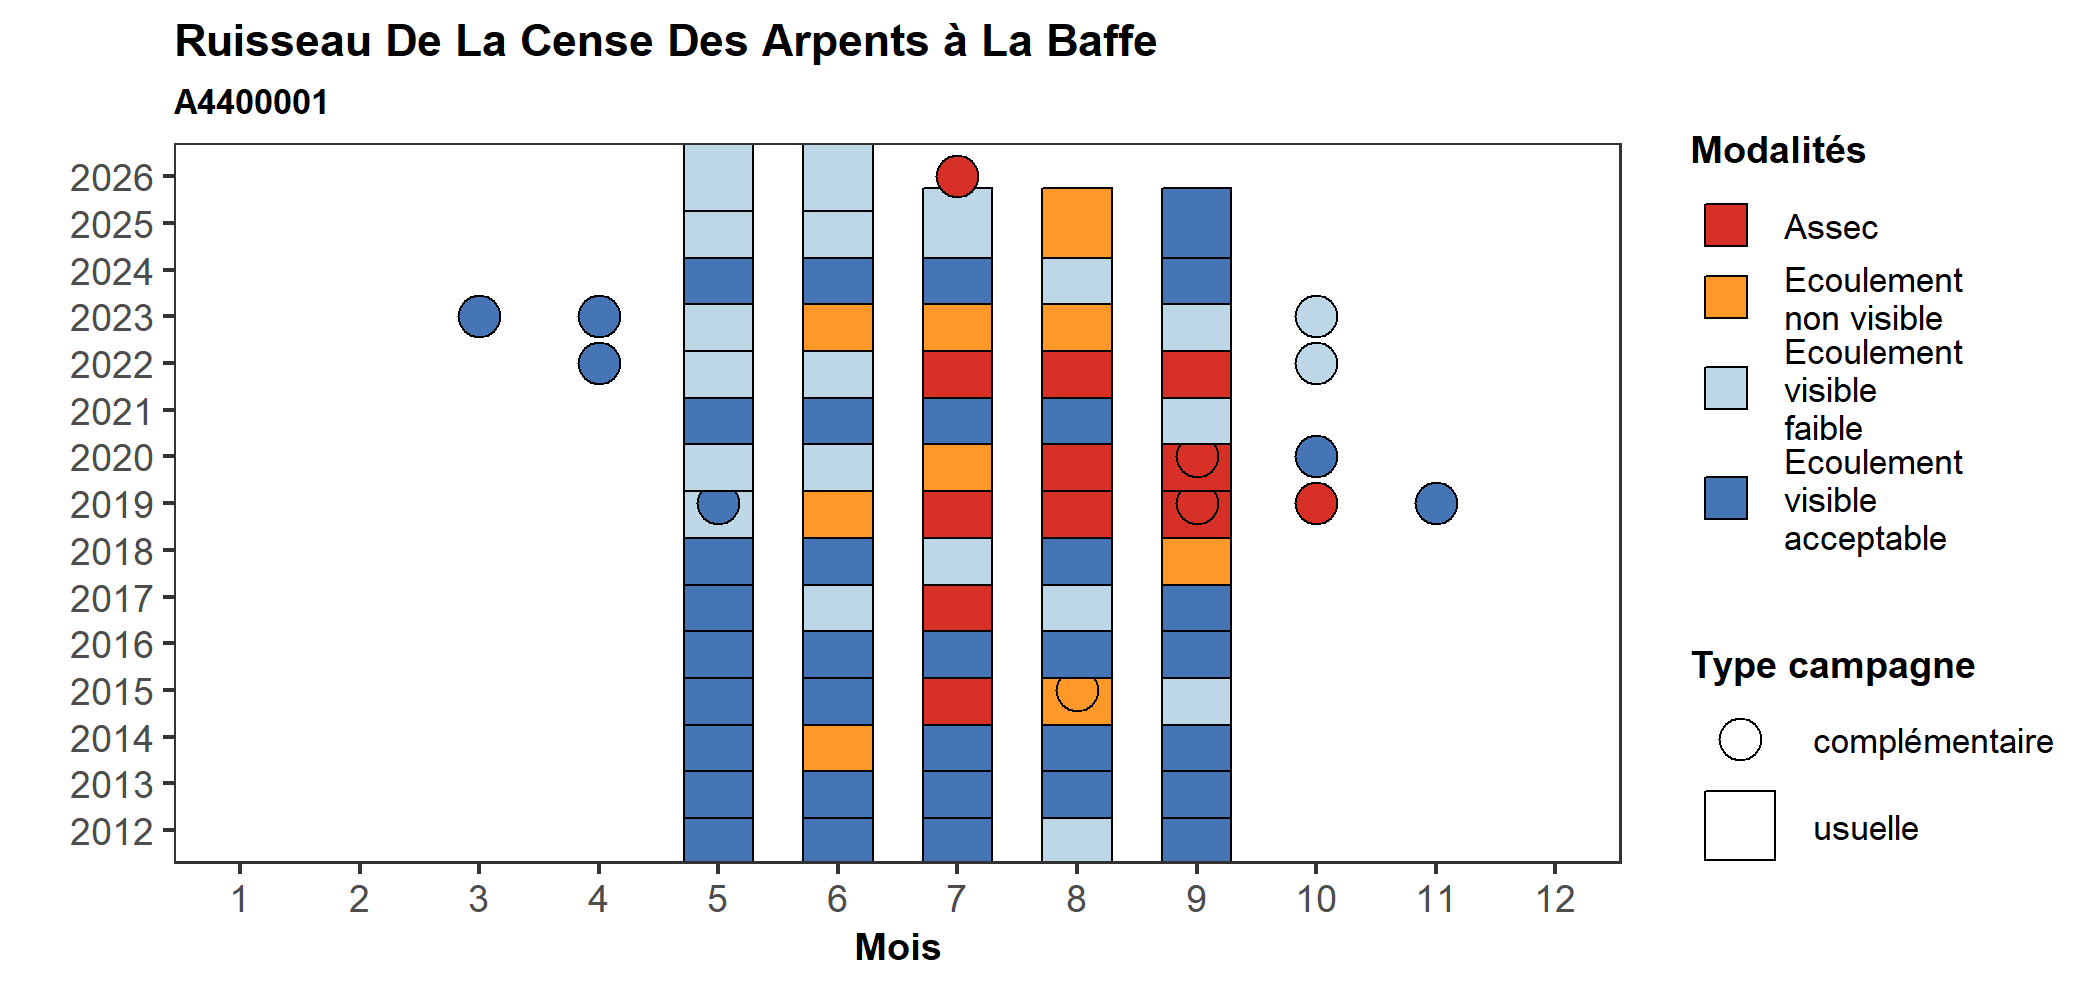 Ruisseau De La Cense Des Arpents à La Baffe
A4400001
2026
2025
2024
2023
2022
2021
2020
2019
2018
2017
2016
2015
2014
2013
2012
1 2 3 4 5 6 7 8 9 10 11 12
Mois
Modalités
Assec
Ecoulement
non visible
Ecoulement
visible
faible
Ecoulement
visible
acceptable
Type campagne
complémentaire
usuelle